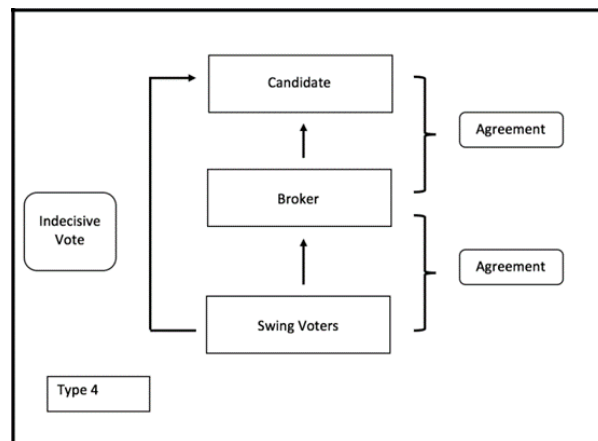 Candidate
Agreement
Broker
Indecisive
Vote
Agreement
Swing Voters
Type 4